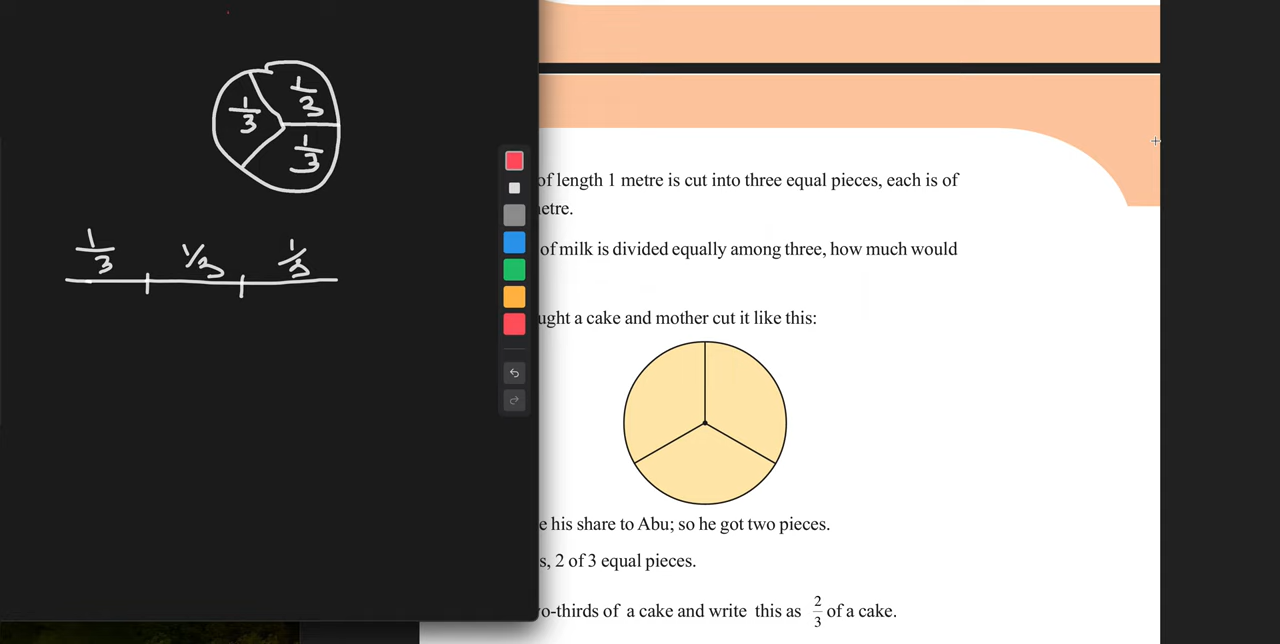 1/3 1/3
1/3
1/3 1/3 1/3
of length 1 metre is cut into three equal pieces, each is of
etre.
of milk is divided equally among three, how much would
ught a cake and mother cut it like this:
e his share to Abu; so he got two pieces.
s, 2 of 3 equal pieces.
o-thirds of a cake and write this as 2/3 of a cake.